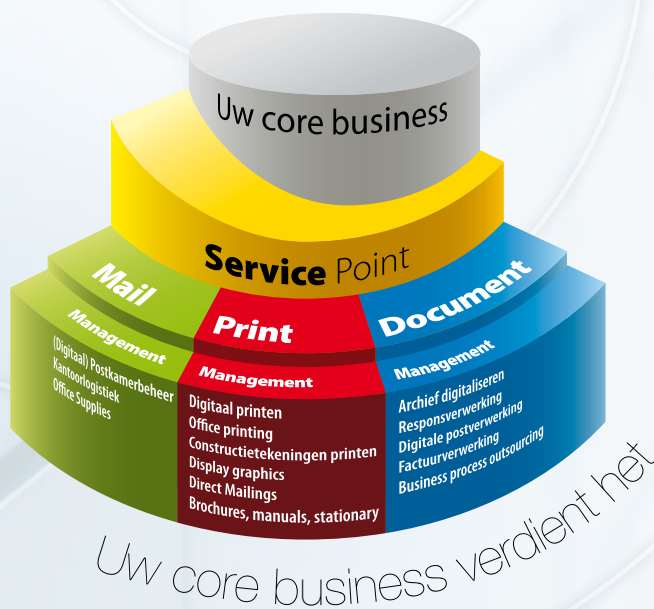 Uw core business
Service Point
Mail
Management
(Digitaal) Postkamerbeheer
Kantoorlogistiek
Office Supplies
Print
Management
Digitaal printen
Office printing
Constructietekeningen printen
Display graphics
Direct Mailings
Brochures, manuals, stationary
Document
Management
Archief digitaliseren
Responsverwerking
Digitale postverwerking
Factuurverwerking
Business process outsourcing
Uw core business verdient het